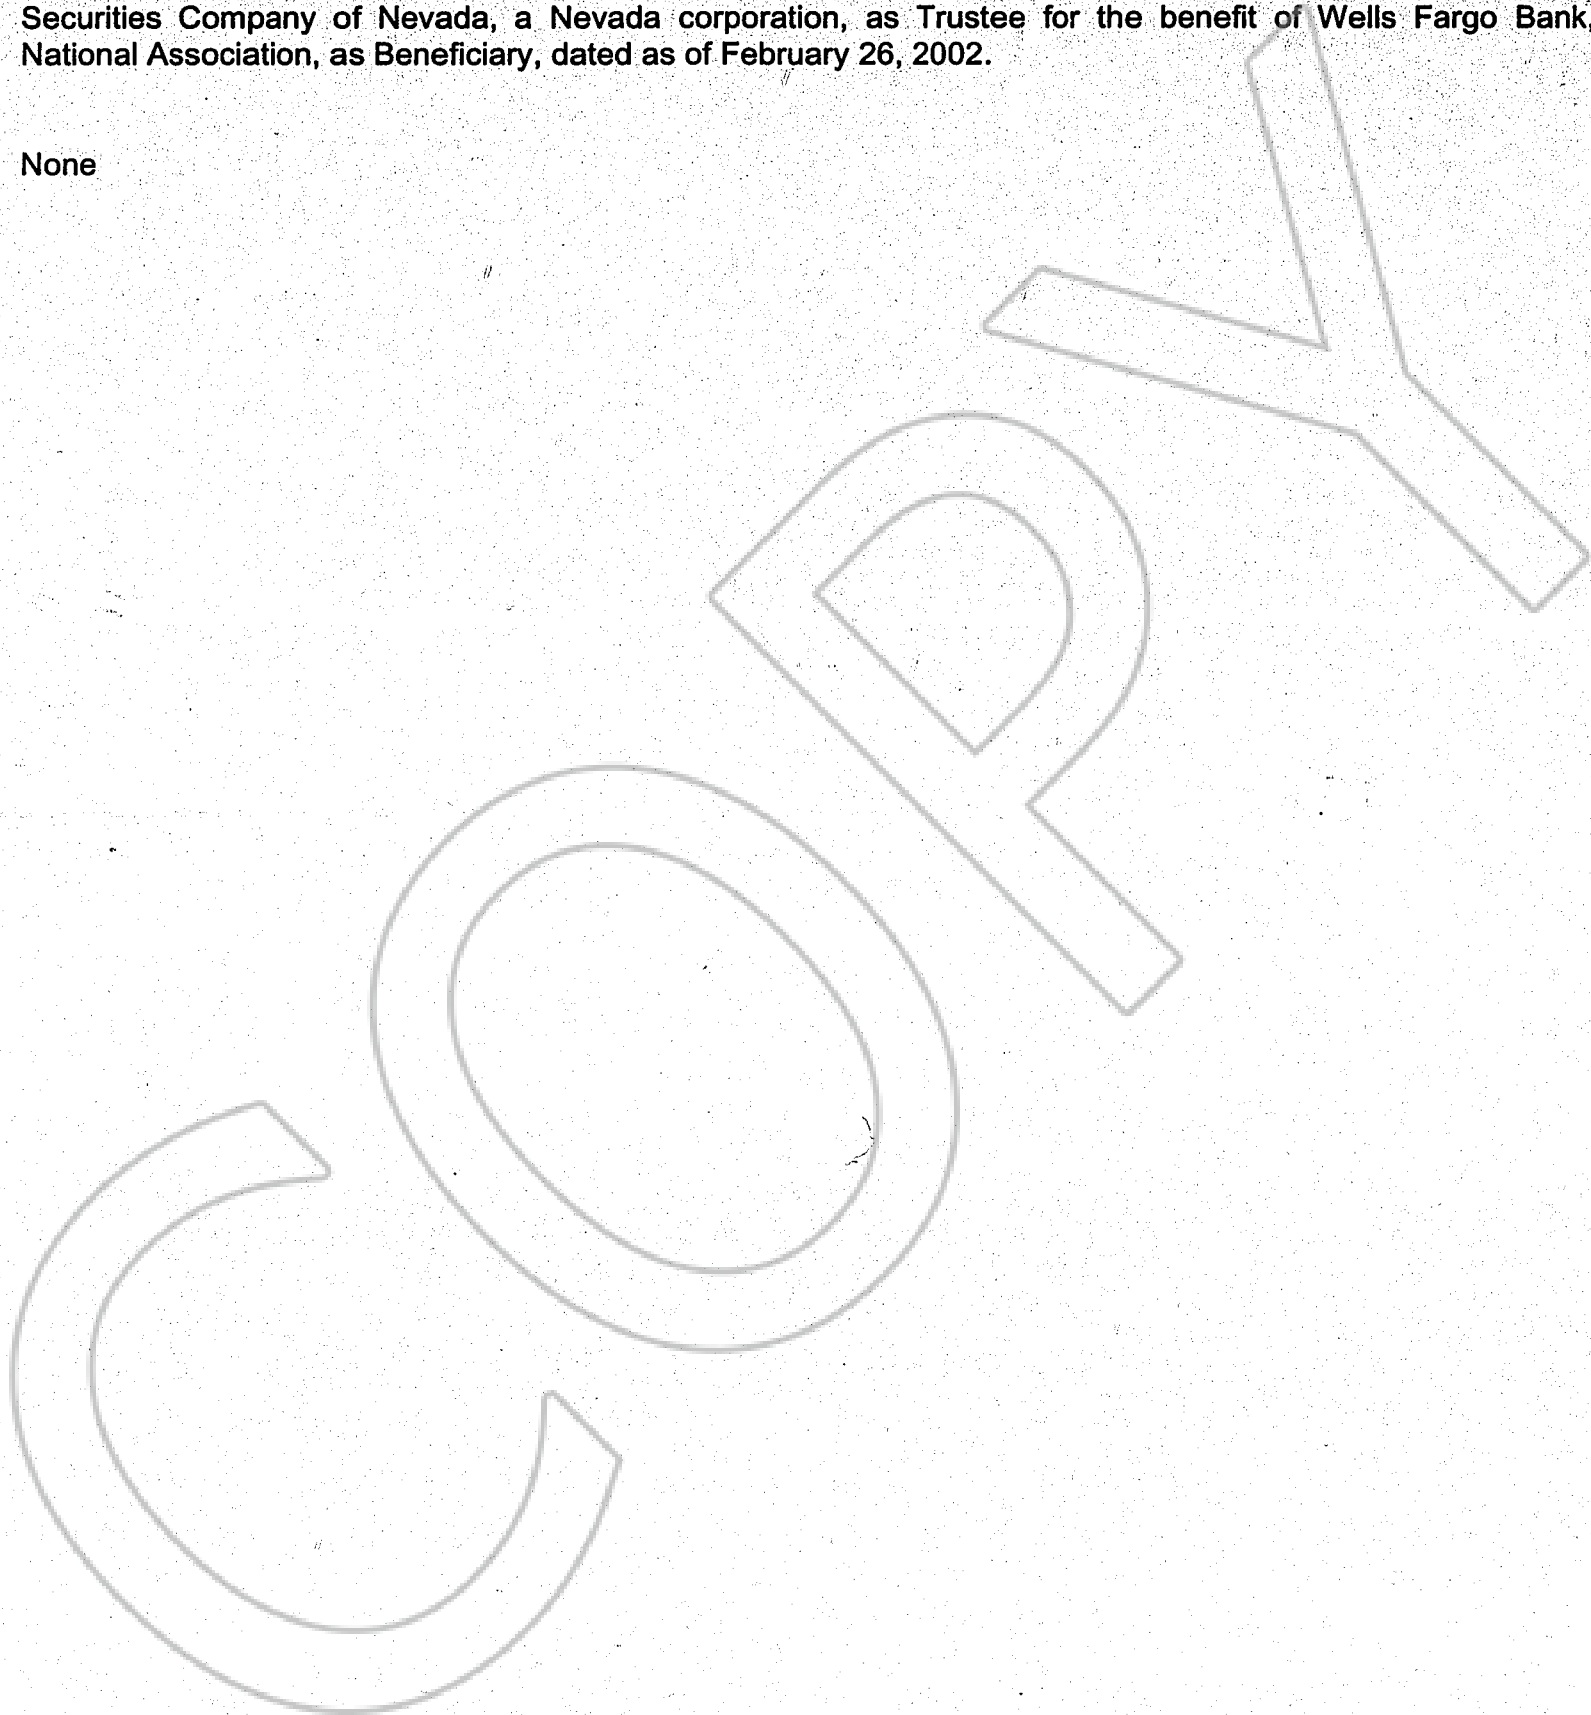 Securities Company of Nevada, a Nevada corporation, as Trustee for the benefit of Wells Fargo Bank,
National Association, as Beneficiary, dated as of February 26, 2002.
None
COPY